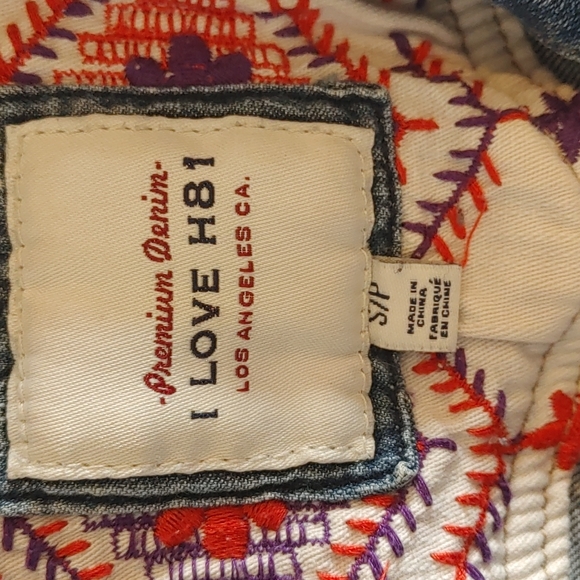 -Premium Denim-
I LOVE H81
LOS ANGELES CA.
S/P
MADE IN
CHINA
FABRIQUÉ
EN CHINE